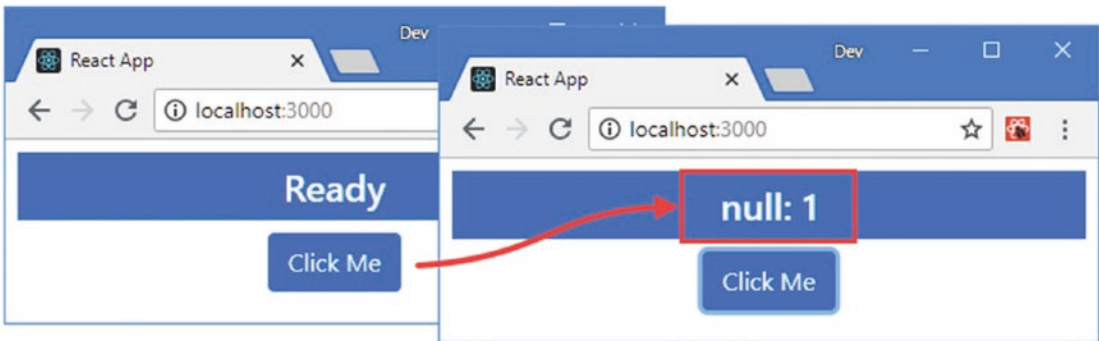 Dev
React App
localhost:3000
Ready
Click Me
Dev
React App
localhost:3000
null: 1
Click Me